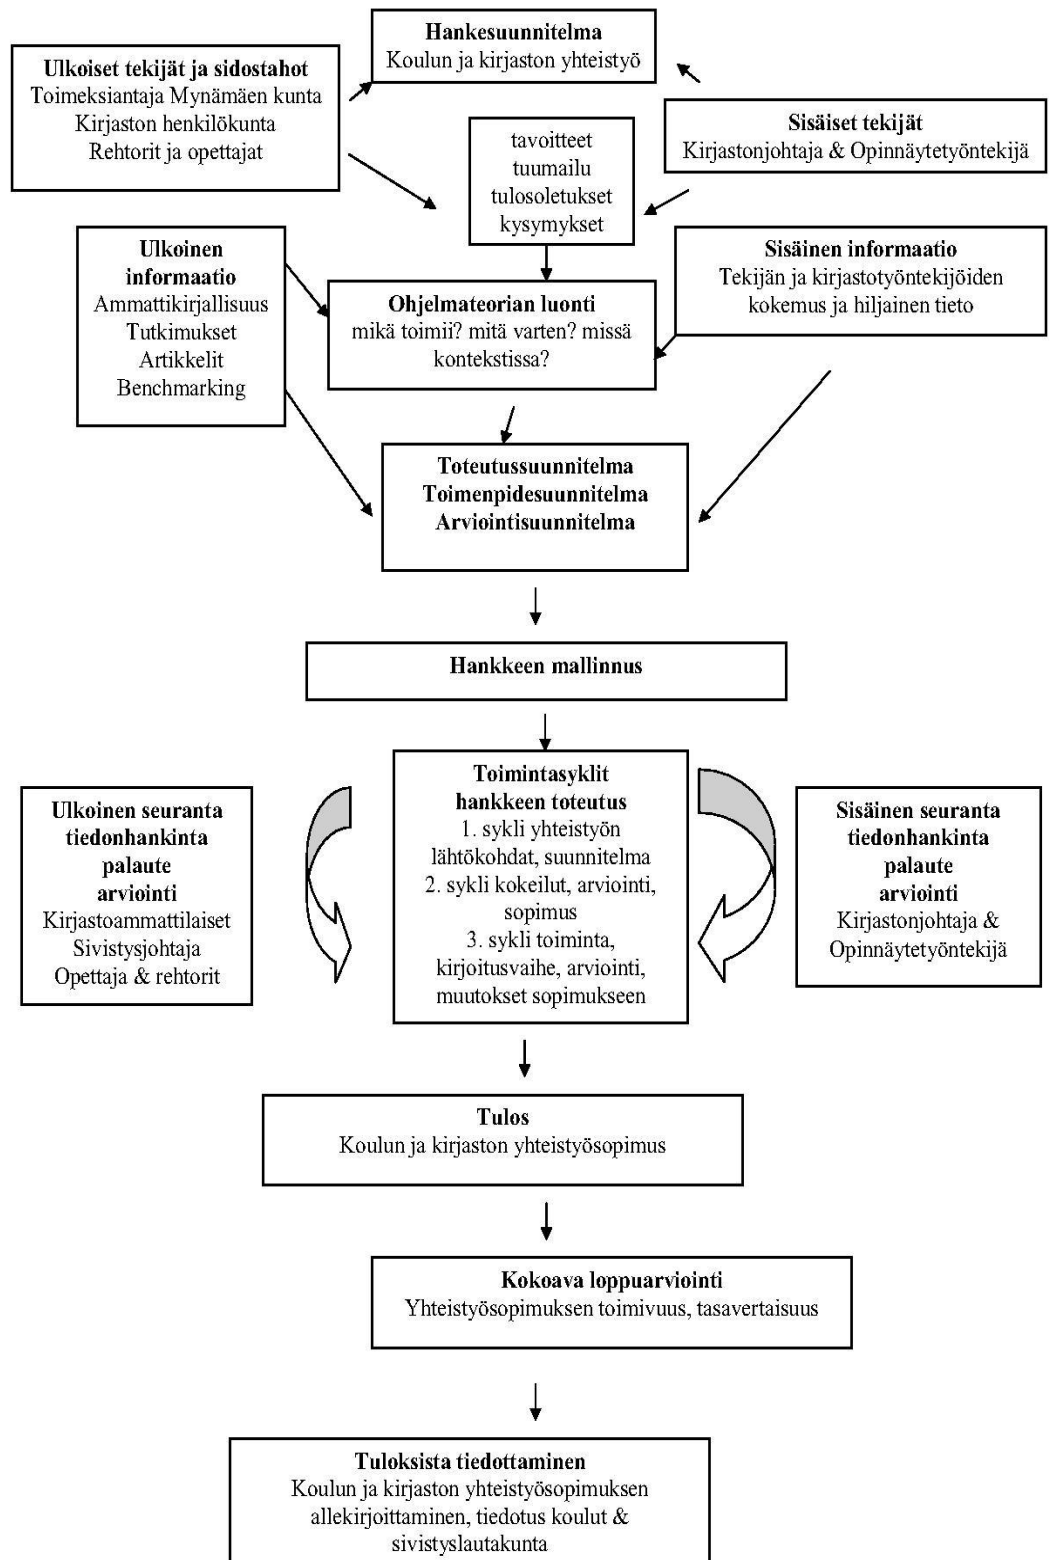 Hankesuunnitelma
Koulun ja kirjaston yhteistyö
Ulkoiset tekijät ja sidostahot
Toimeksiantaja Mynämäen kunta
Kirjaston henkilökunta
Rehtorit ja opettajat
Sisäiset tekijät
Kirjastonjohtaja & Opinnäytetyöntekijä
tavoitteet
tuumailu
tulosoletukset
kysymykset
Ulkoinen
informaatio
Ammattikirjallisuus
Tutkimukset
Artikkelit
Benchmarking
Sisäinen informaatio
Tekijän ja kirjastotyöntekijöiden
kokemus ja hiljainen tieto
Ohjelmateorian luonti
mikä toimii? mitä varten? missä
kontekstissa?
Toteutussuunnitelma
Toimenpidesuunnitelma
Arviointisuunnitelma
Hankkeen mallinnus
Toimintasyklit
hankkeen toteutus
1. sykli yhteistyön
lähtökohdat, suunnitelma
2. sykli kokeilut, arviointi,
sopimus
3. sykli toiminta,
kirjoitusvaihe, arviointi,
muutokset sopimukseen
Ulkoinen seuranta
tiedonhankinta
palaute
arviointi
Kirjastoammattilaiset
Sivistysjohtaja
Opettaja & rehtorit
Sisäinen seuranta
tiedonhankinta
palaute
arviointi
Kirjastonjohtaja &
Opinnäytetyöntekijä
Tulos
Koulun ja kirjaston yhteistyösopimus
Kokoava loppuarviointi
Yhteistyösopimuksen toimivuus, tasavertaisuus
Tuloksista tiedottaminen
Koulun ja kirjaston yhteistyösopimuksen
allekirjoittaminen, tiedotus koulut &
sivistyslautakunta